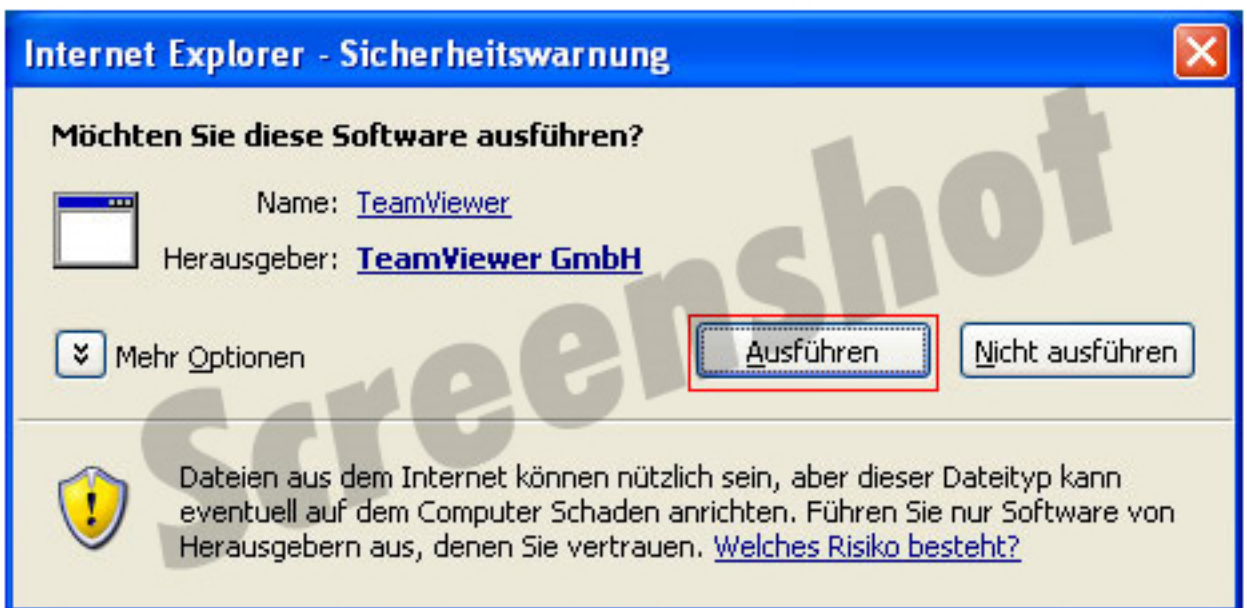 Internet Explorer - Sicherheitswarnung
Möchten Sie diese Software ausführen?
Name: TeamViewer
Herausgeber: TeamViewer GmbH
Mehr Optionen
Ausführen
Nicht ausführen
Screenshot
Dateien aus dem Internet können nützlich sein, aber dieser Dateityp kann
eventuell auf dem Computer Schaden anrichten. Führen Sie nur Software von
Herausgebern aus, denen Sie vertrauen. Welches Risiko besteht?